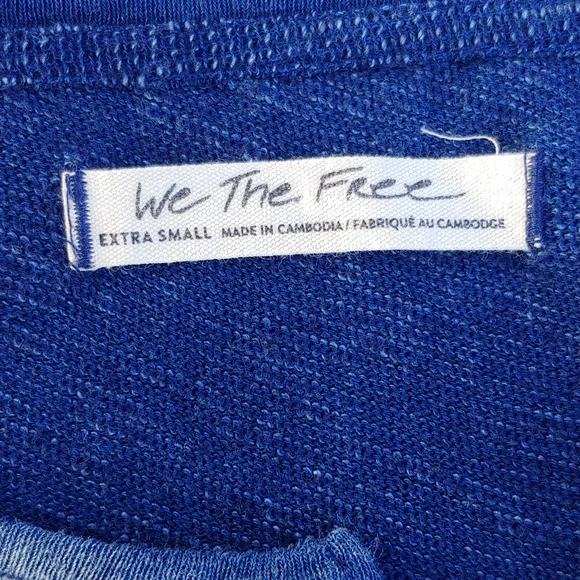 We The Free
EXTRA SMALL MADE IN CAMBODIA / FABRIQUÉ AU CAMBODGE